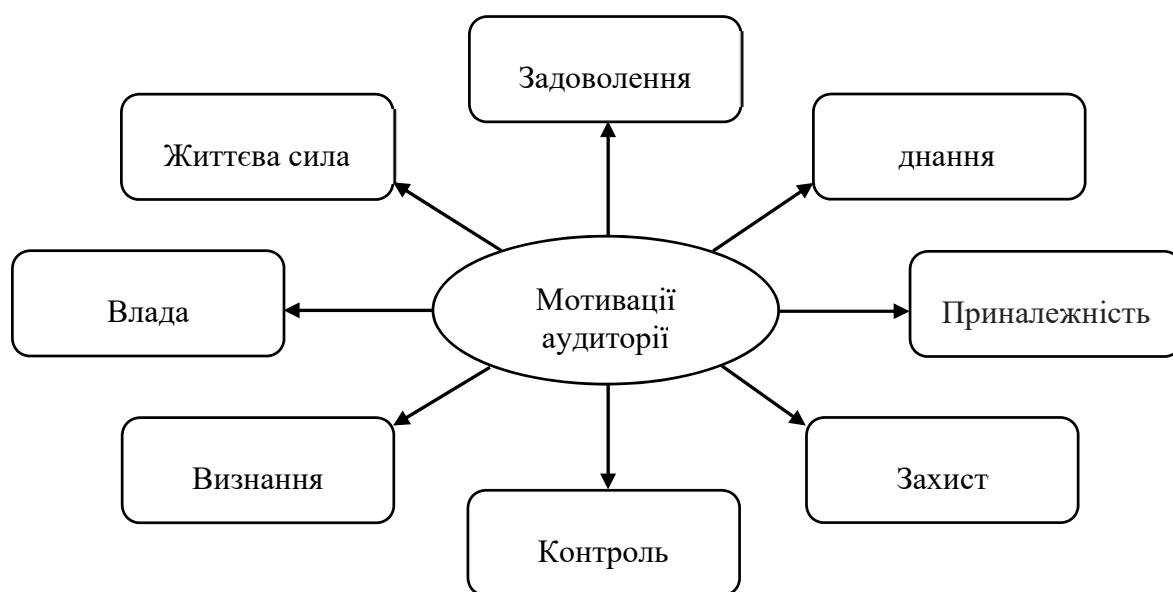 Задоволення
Життєва сила
днання
Мотивації
аудиторії
Влада
Приналежність
Визнання
Захист
Контроль